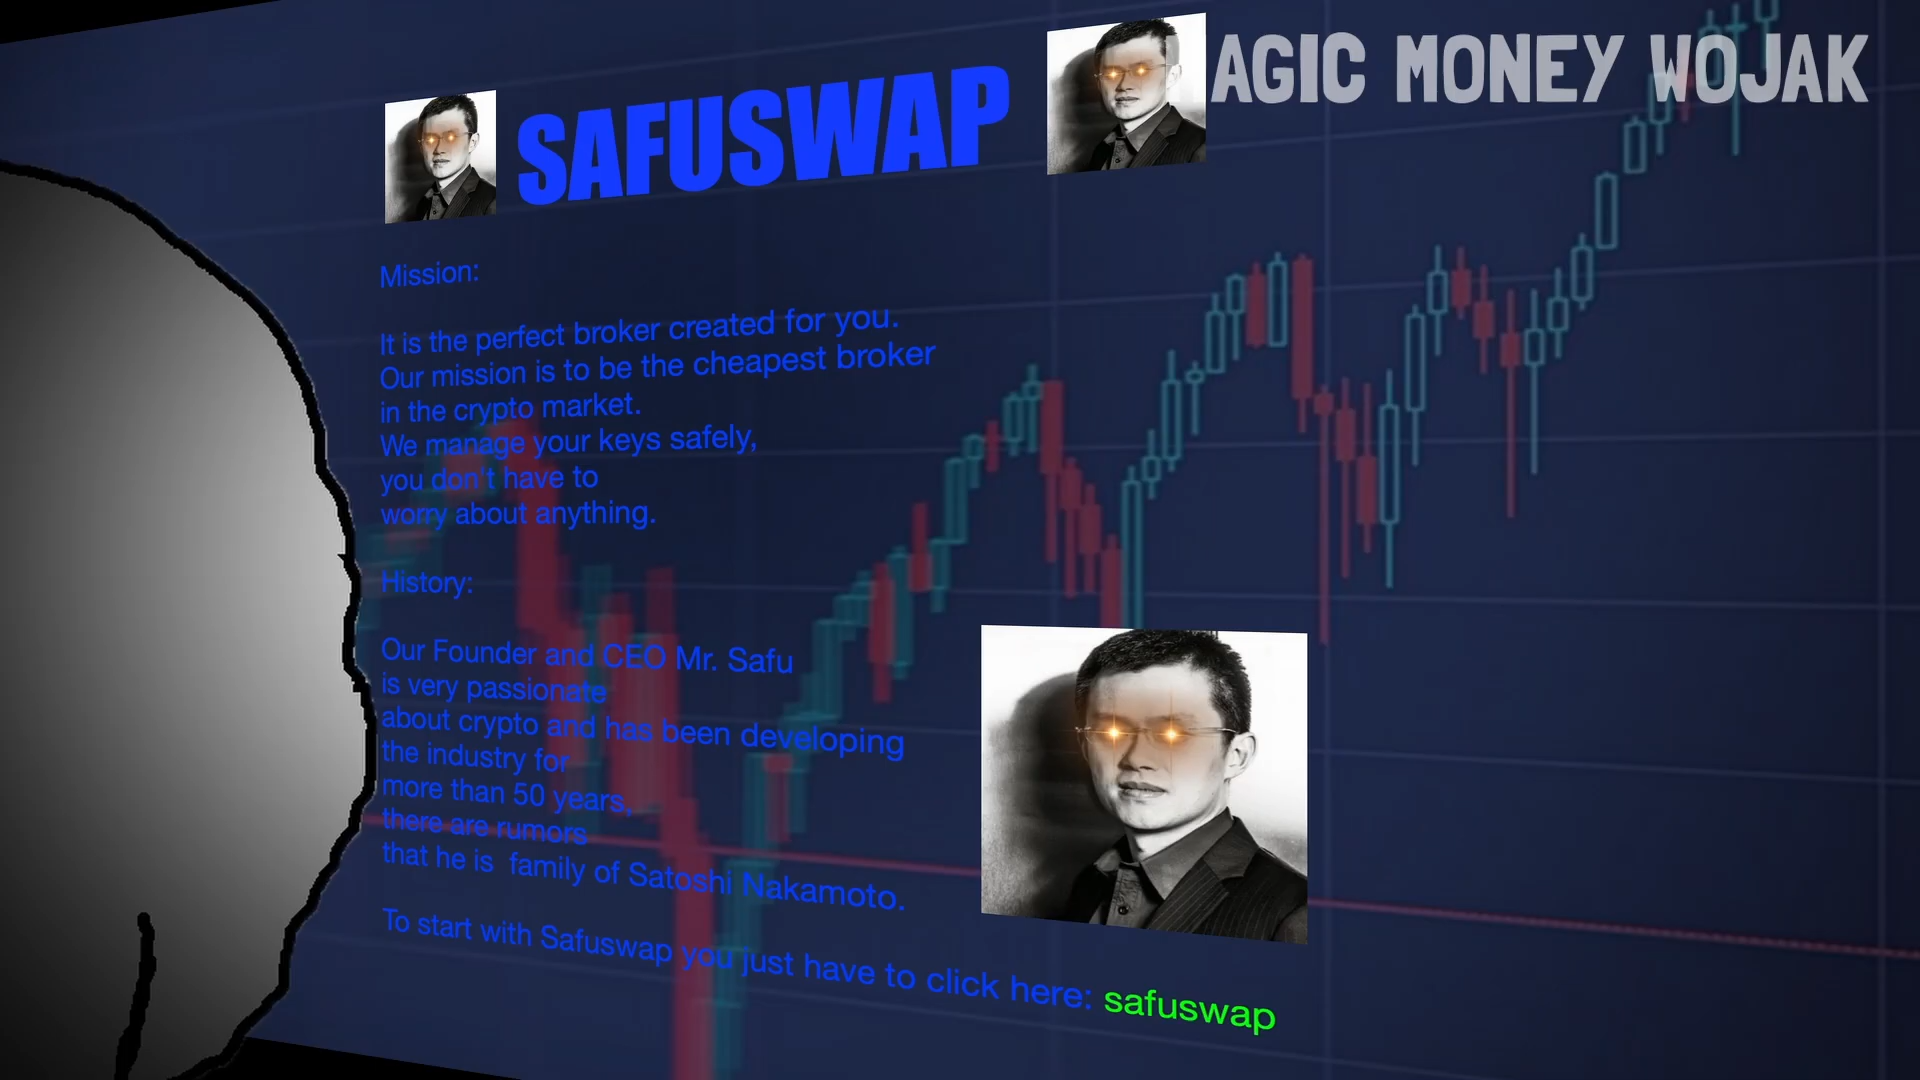 SAFUSWAP
AGIC MONEY WOJAK
Mission:
It is the perfect broker created for you.
Our mission is to be the cheapest broker
in the crypto market.
We manage your keys safely,
you don't have to
worry about anything.
History:
Our Founder and CEO Mr. Safu
is very passionate
about crypto and has been developing
the industry for
more than 50 years,
there are rumors
that he is family of Satoshi Nakamoto.
To start with Safuswap you just have to click here: safuswap